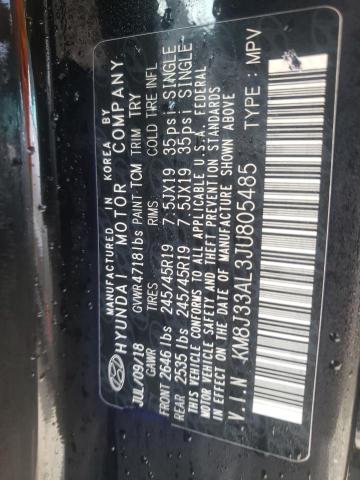 MANUFACTURED IN KOREA BY
HYUNDAI MOTOR COMPANY
JUL/09/18 GVWR 4718lbs PAINT TCM TRIM TRY
GAWR TIRES RIMS COLD TIRE INFL
FRONT 2646 lbs 245/45R19 7.5JX19 35psi SINGLE
REAR 2535 lbs 245/45R19 7.5JX19 35psi SINGLE
THIS VEHICLE CONFORMS TO ALL APPLICABLE U.S.A. FEDERAL
MOTOR VEHICLE SAFETY AND THEFT PREVENTION STANDARDS
IN EFFECT ON THE DATE OF MANUFACTURE SHOWN ABOVE
V.I.N KM8J33AL3JU805485 TYPE : MPV